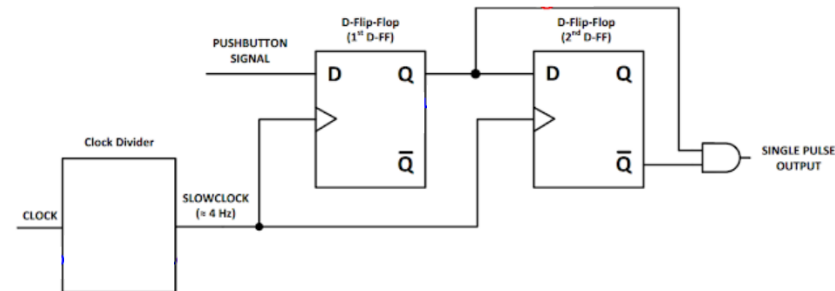 D-Flip-Flop
(1st D-FF)
D-Flip-Flop
(2nd D-FF)
PUSHBUTTON
SIGNAL
D Q
D Q
Q̅
Q̅
SINGLE PULSE
OUTPUT
Clock Divider
SLOWCLOCK
(≈ 4 Hz)
CLOCK